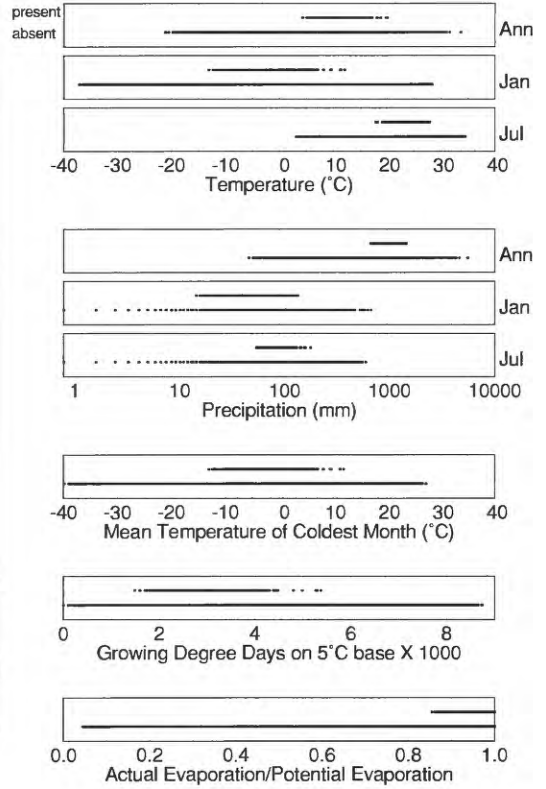 present
absent
Ann
Jan
Jul
-40 -30 -20 -10 0 10 20 30 40
Temperature (˚C)
Ann
Jan
Jul
1 10 100 1000 10000
Precipitation (mm)
-40 -30 -20 -10 0 10 20 30 40
Mean Temperature of Coldest Month (˚C)
0 2 4 6 8
Growing Degree Days on 5˚C base X 1000
0.0 0.2 0.4 0.6 0.8 1.0
Actual Evaporation/Potential Evaporation